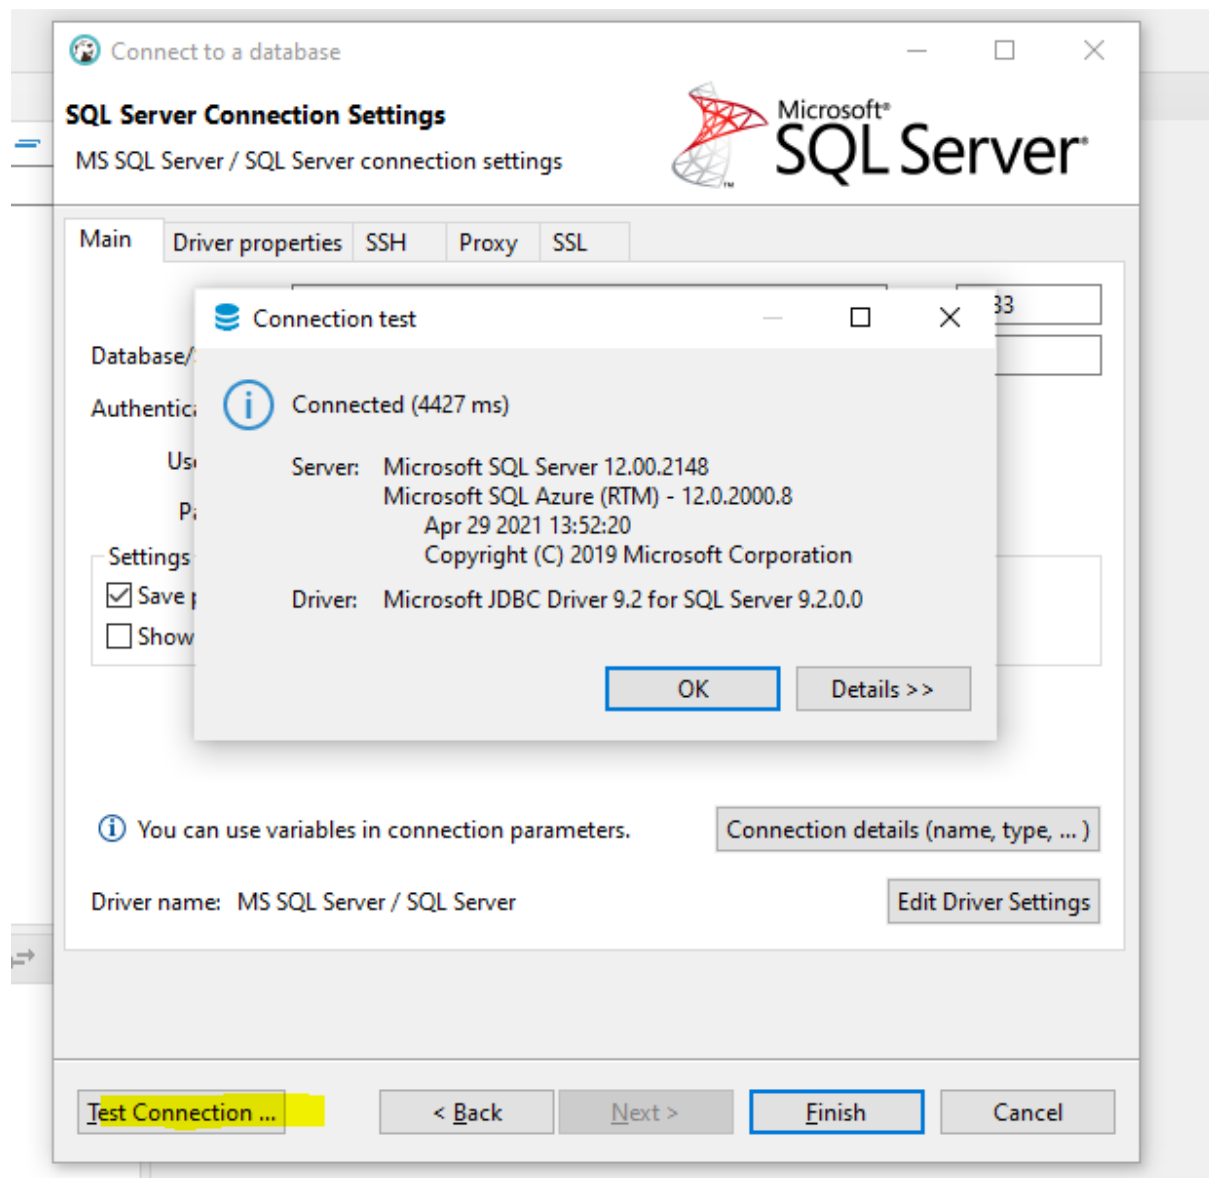 Connect to a database
SQL Server Connection Settings
MS SQL Server / SQL Server connection settings
Microsoft®
SQL Server®
™
Main Driver properties SSH Proxy SSL
33
Connection test
Database/
Connected (4427 ms)
Server: Microsoft SQL Server 12.00.2148
Microsoft SQL Azure (RTM) - 12.0.2000.8
Apr 29 2021 13:52:20
Copyright (C) 2019 Microsoft Corporation
Settings
Save
Driver: Microsoft JDBC Driver 9.2 for SQL Server 9.2.0.0
Show
OK Details >>
You can use variables in connection parameters.
Connection details (name, type, ... )
Driver name: MS SQL Server / SQL Server
Edit Driver Settings
Test Connection ... < Back Next > Finish Cancel